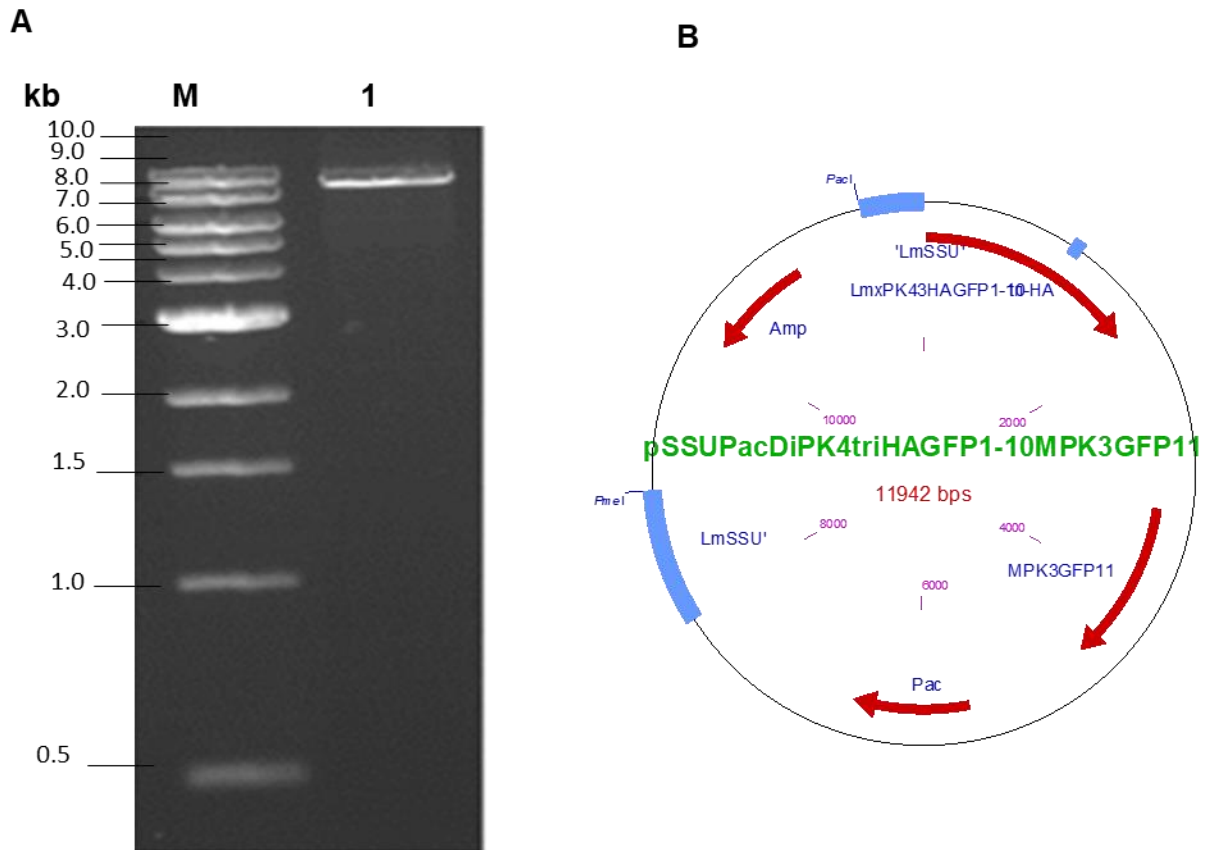 A
kb M 1
10.0
9.0
8.0
7.0
6.0
5.0
4.0
3.0
2.0
1.5
1.0
0.5
B
PacI
'LmSSU'
LmxPK43HAGFP1-10-HA
Amp
10000
2000
pSSUPacDiPK4triHAGFP1-10MPK3GFP11
11942 bps
PmeI
LmSSU'
8000
4000
MPK3GFP11
6000
Pac